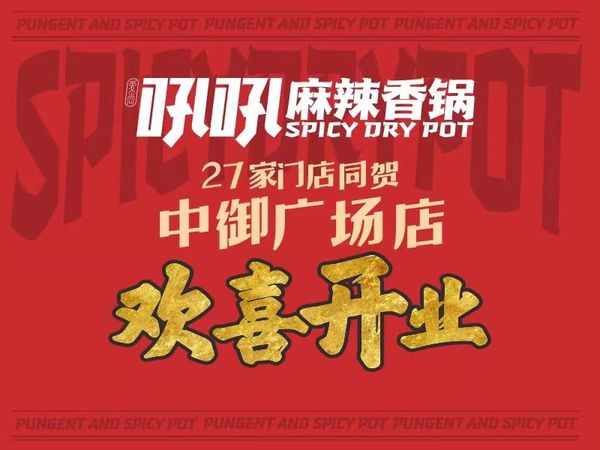 PUNGENT AND SPICY POT PUNGENT AND SPICY POT PUNGENT AND SPICY POT
SPICY DRY POT
美尚
吼吼麻辣香锅
SPICY DRY POT
27家门店同贺
中御广场店
欢喜开业
PUNGENT AND SPICY POT PUNGENT AND SPICY POT PUNGENT AND SPICY POT